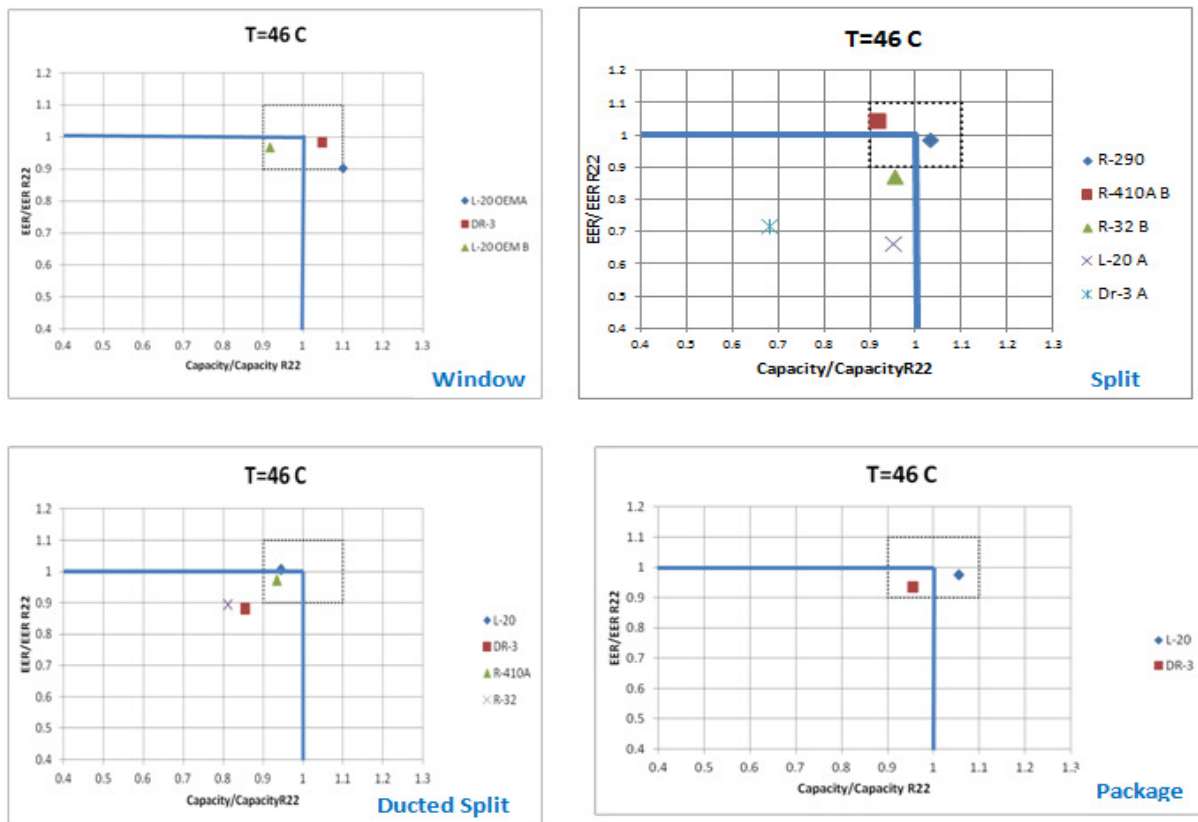 T=46 C
EER/EER R22
1.2
1.1
1
0.9
0.8
0.7
0.6
0.5
0.4
0.4 0.5 0.6 0.7 0.8 0.9 1 1.1 1.2 1.3
Capacity/Capacity R22
L-20 OEMA
DR-3
L-20 OEM B
Window
T=46 C
EER/EER R22
1.2
1.1
1
0.9
0.8
0.7
0.6
0.5
0.4
0.4 0.5 0.6 0.7 0.8 0.9 1 1.1 1.2 1.3
Capacity/CapacityR22
R-290
R-410A B
R-32 B
L-20 A
Dr-3 A
Split
T=46 C
EER/EER R22
1.2
1.1
1
0.9
0.8
0.7
0.6
0.5
0.4
0.4 0.5 0.6 0.7 0.8 0.9 1 1.1 1.2 1.3
Capacity/CapacityR22
L-20
DR-3
R-410A
R-32
Ducted Split
T=46 C
EER/EER R22
1.2
1.1
1
0.9
0.8
0.7
0.6
0.5
0.4
0.4 0.5 0.6 0.7 0.8 0.9 1 1.1 1.2 1.3
Capacity/Capacity R22
L-20
DR-3
Package